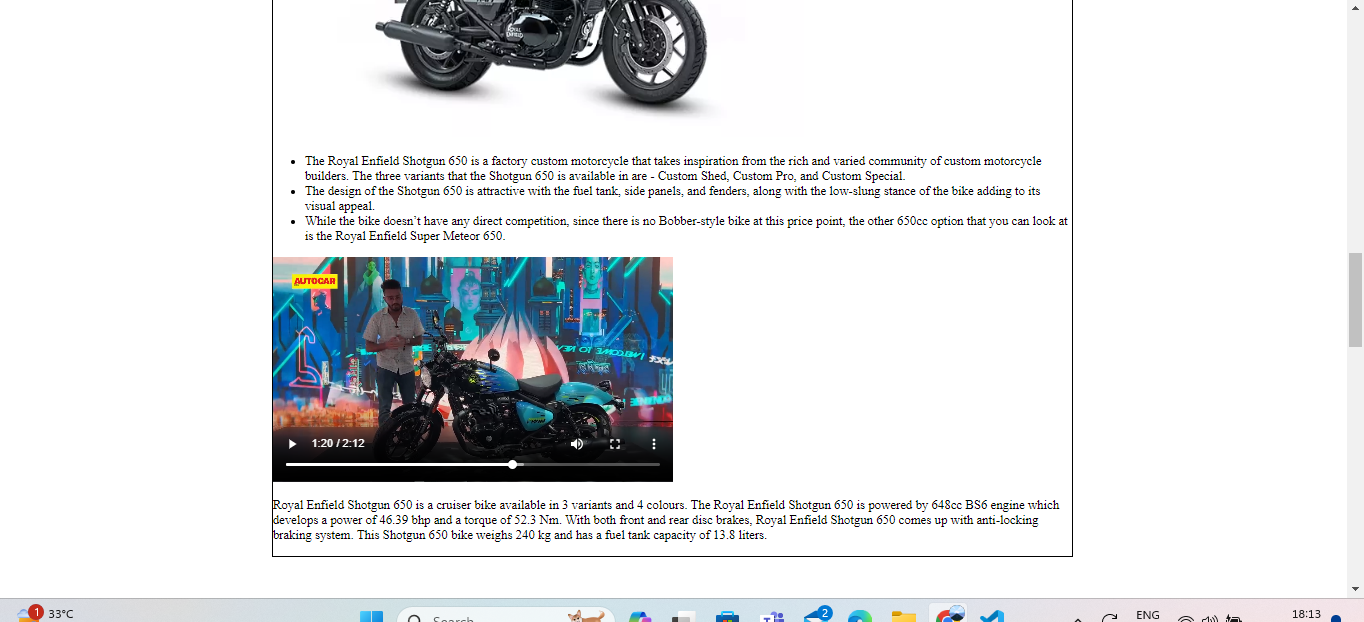 ROYAL
ENFIELD
The Royal Enfield Shotgun 650 is a factory custom motorcycle that takes inspiration from the rich and varied community of custom motorcycle
builders. The three variants that the Shotgun 650 is available in are - Custom Shed, Custom Pro, and Custom Special.
The design of the Shotgun 650 is attractive with the fuel tank, side panels, and fenders, along with the low-slung stance of the bike adding to its
visual appeal.
While the bike doesn’t have any direct competition, since there is no Bobber-style bike at this price point, the other 650cc option that you can look at
is the Royal Enfield Super Meteor 650.
AUTOCAR
1:20 / 2:12
Royal Enfield Shotgun 650 is a cruiser bike available in 3 variants and 4 colours. The Royal Enfield Shotgun 650 is powered by 648cc BS6 engine which
develops a power of 46.39 bhp and a torque of 52.3 Nm. With both front and rear disc brakes, Royal Enfield Shotgun 650 comes up with anti-locking
braking system. This Shotgun 650 bike weighs 240 kg and has a fuel tank capacity of 13.8 liters.
1
33°C
Search
2
ENG
18:13